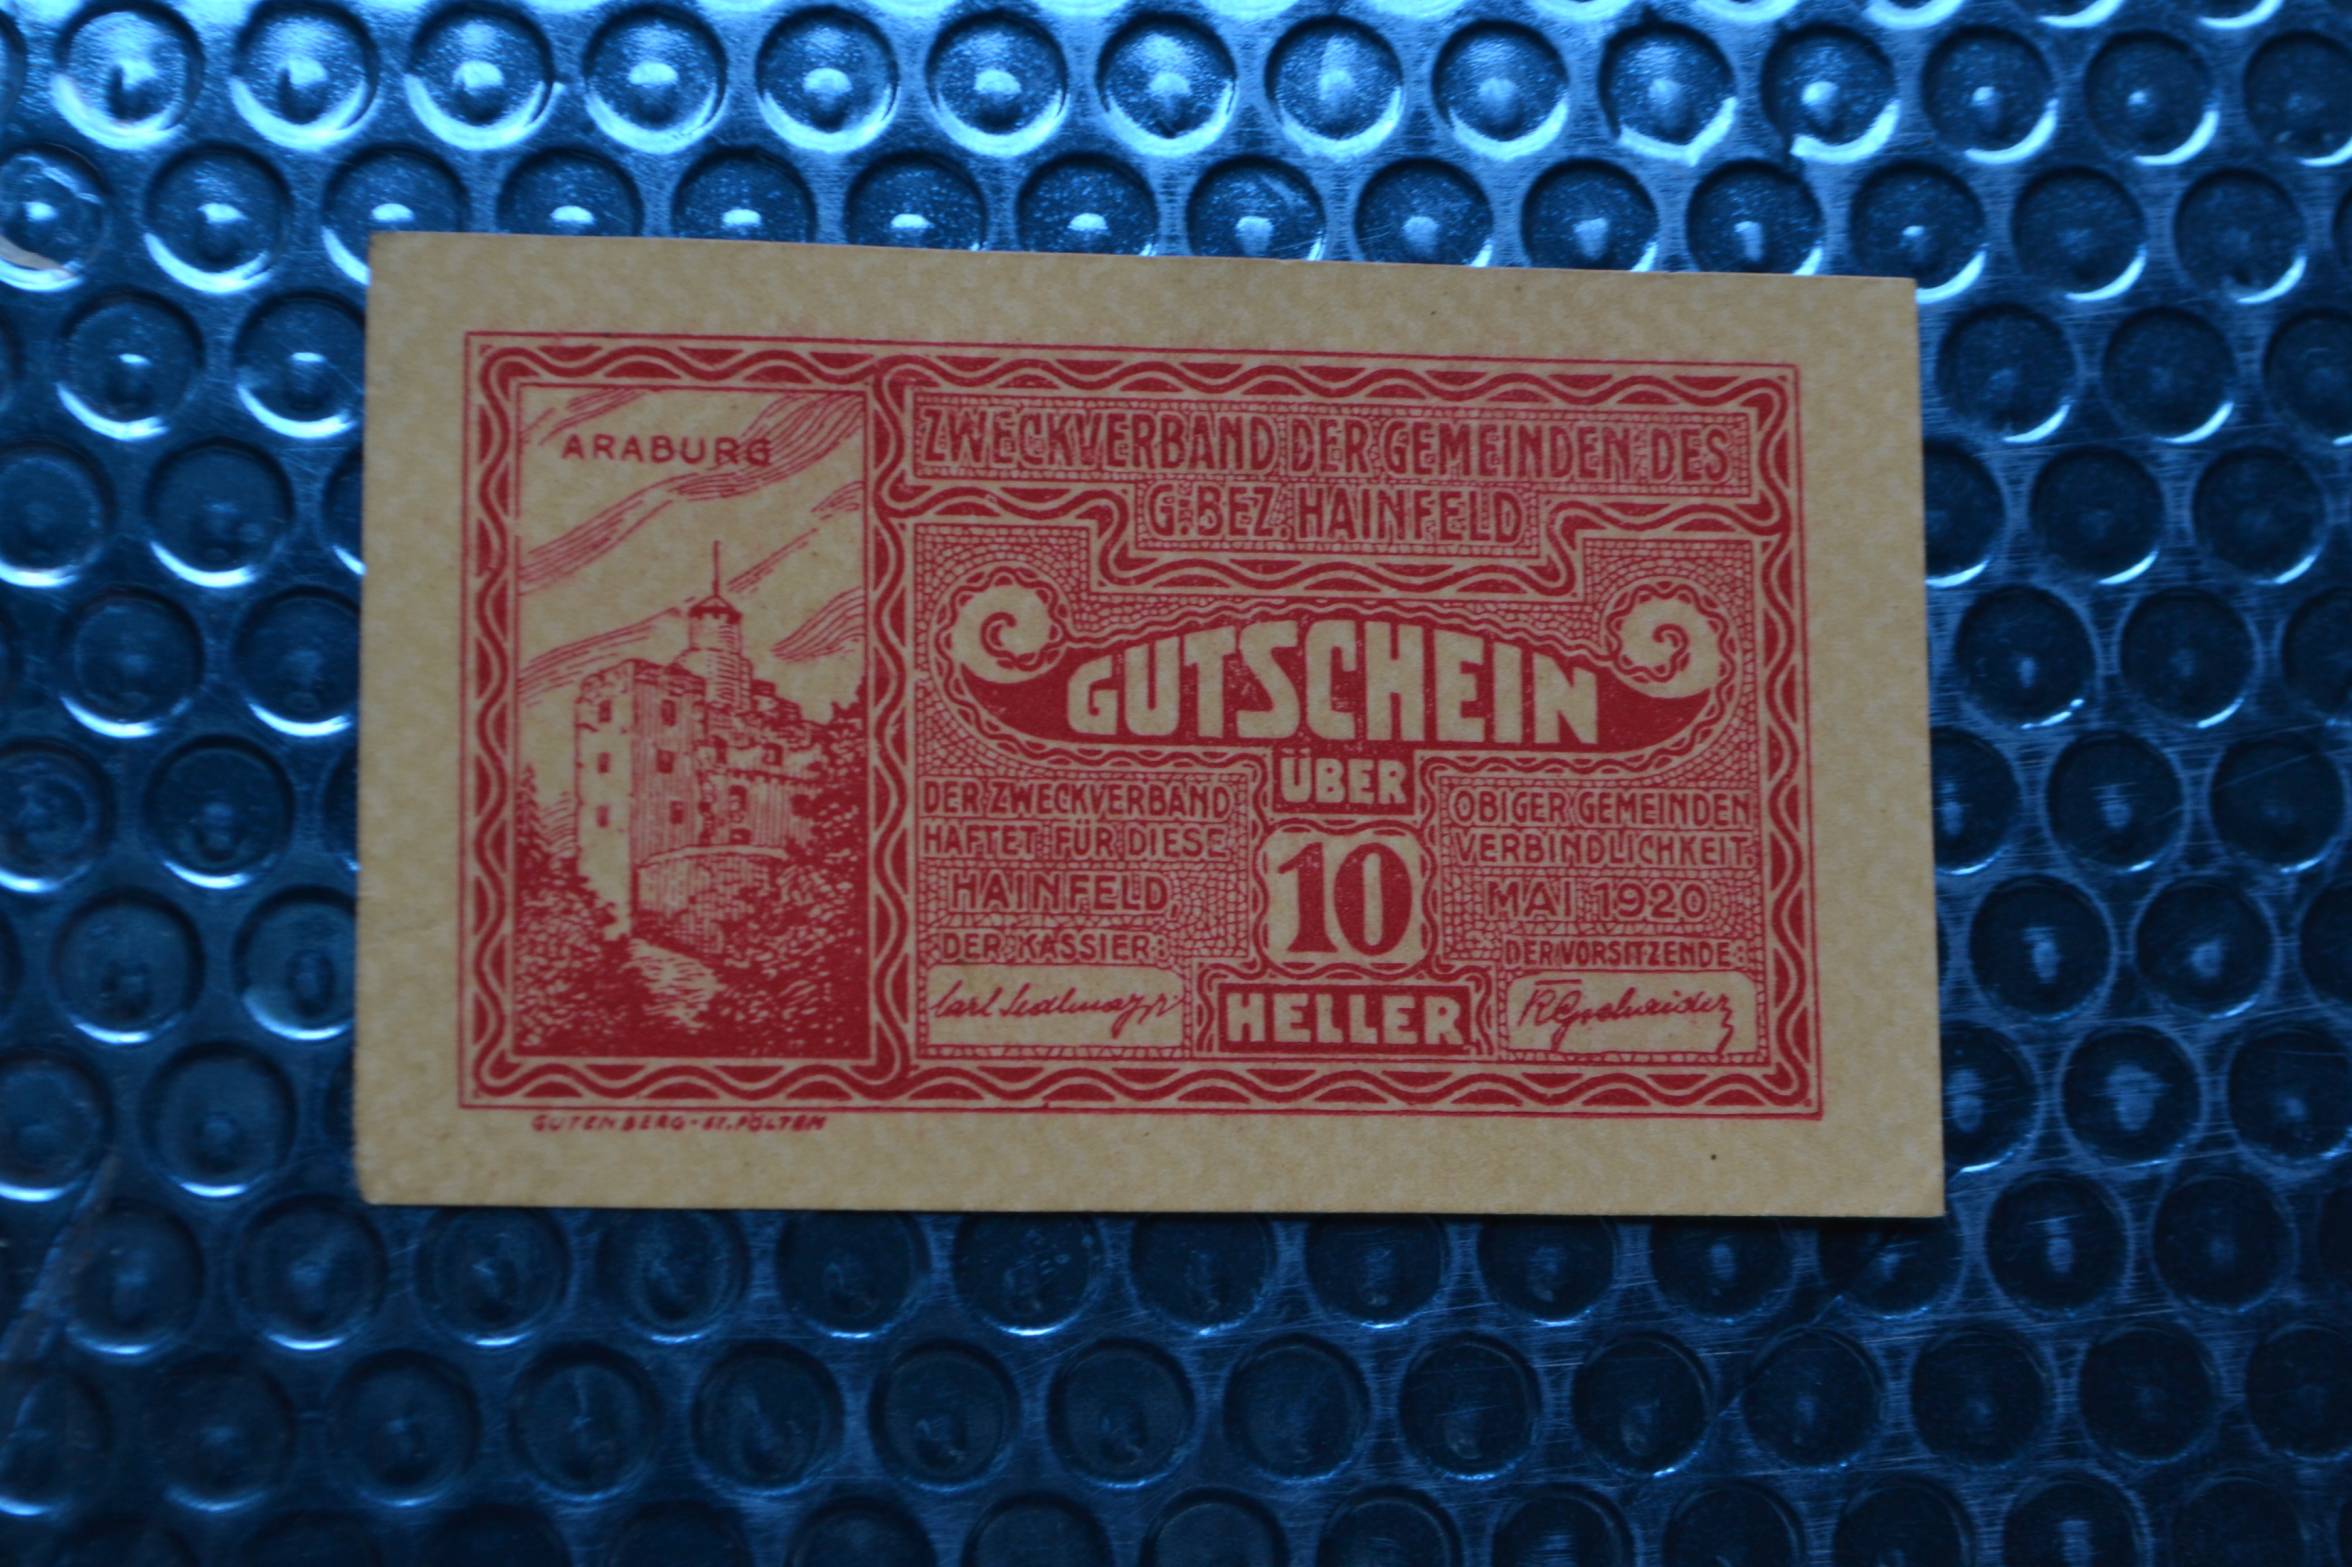 ARABURG
ZWECKVERBAND DER GEMEINDEN DES
G. BEZ. HAINFELD
GUTSCHEIN
ÜBER
10
HELLER
DER ZWECKVERBAND
HAFTET FÜR DIESE
HAINFELD,
DER KASSIER:
OBIGER GEMEINDEN
VERBINDLICHKEIT.
MAI 1920
DER VORSITZENDE:
GUTENBERG-ST. PÖLTEN